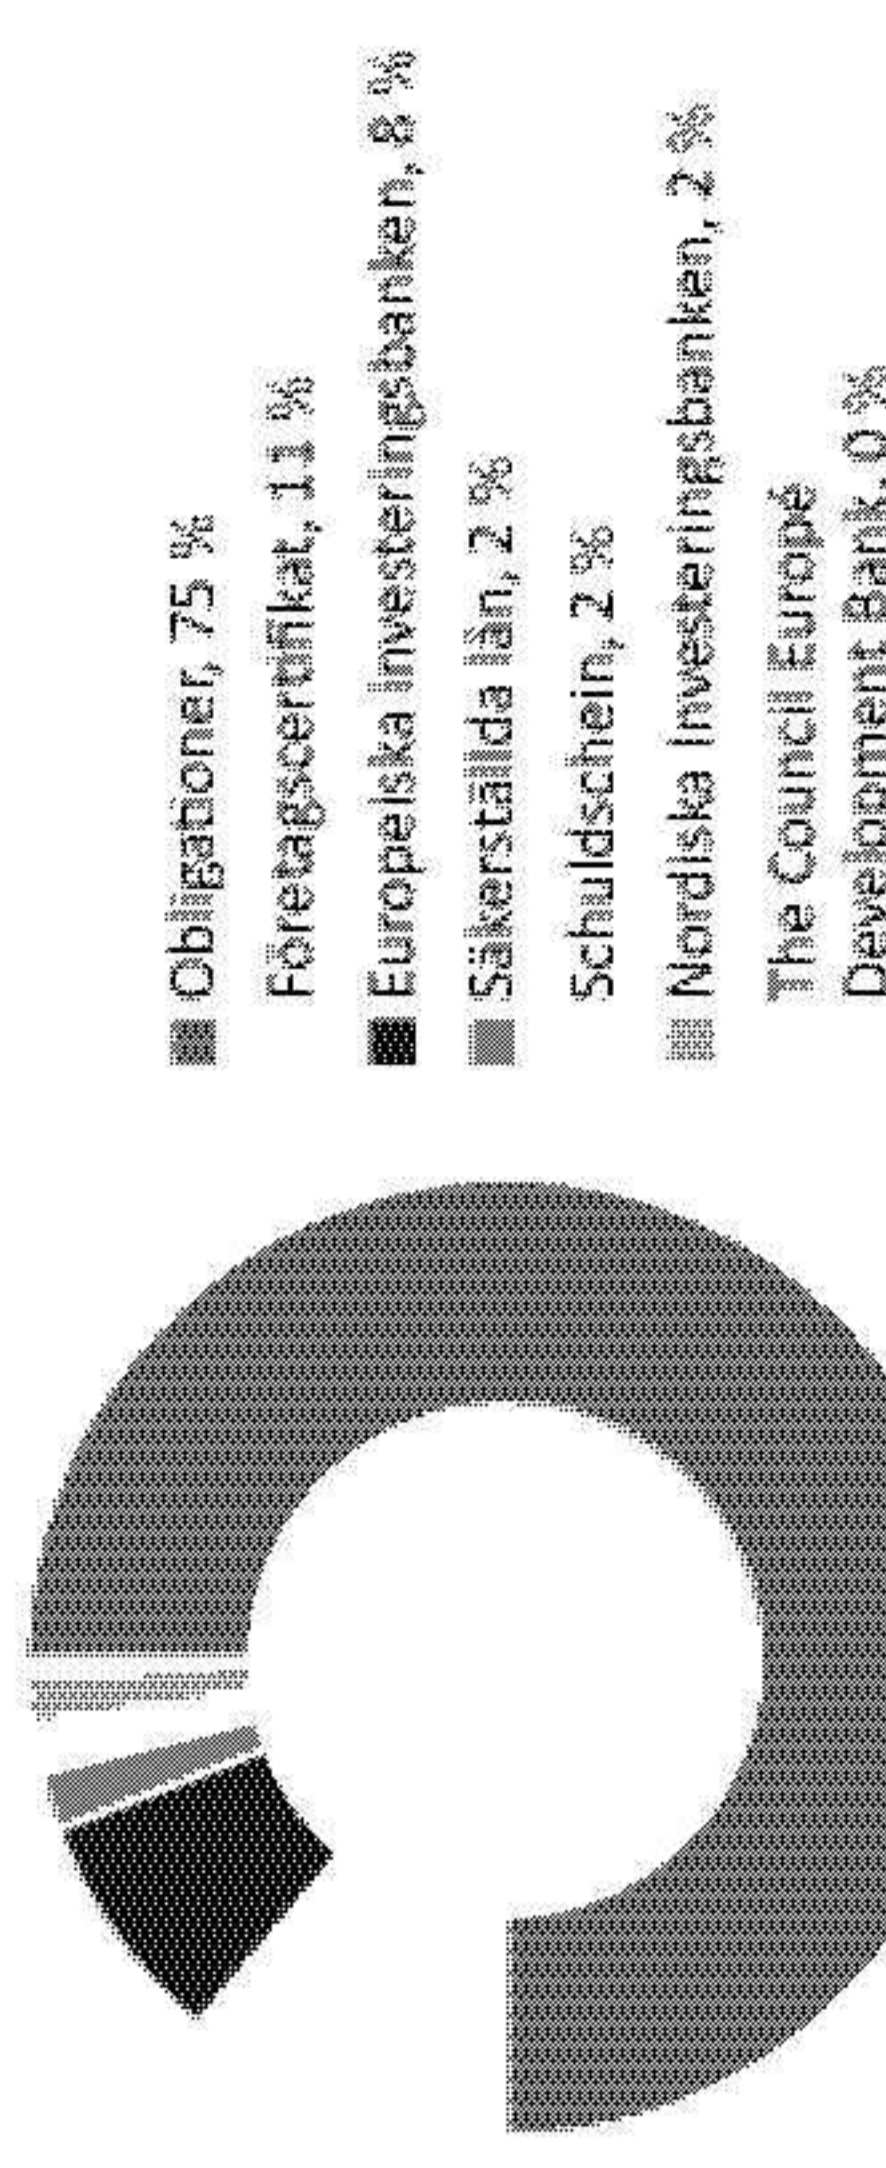 Obligationer, 75 %
Företagscertifikat, 11 %
Europeiska Investeringsbanken, 8 %
Säkerställda lån, 2 %
Schuldschein, 2 %
Nordiska Investeringsbanken, 2 %
The Council Europé
Development Bank, 0 %